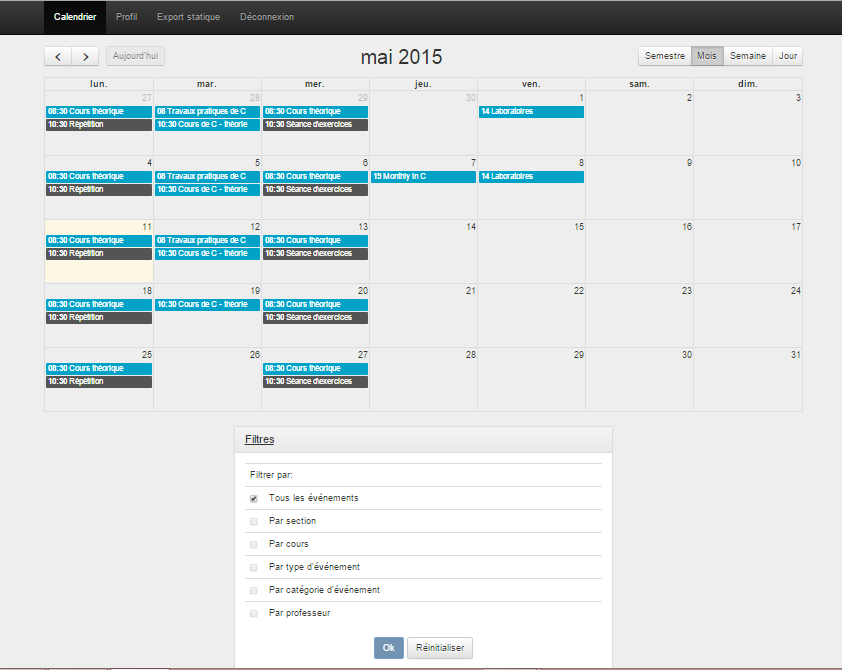 Calendrier Profil Export statique Déconnexion
Aujourd'hui mai 2015 Semestre Mois Semaine Jour
lun. mar. mer. jeu. ven. sam. dim.
27 28 29 30 1 2 3
08:30 Cours théorique 08 Travaux pratiques de C 08:30 Cours théorique 14 Laboratoires
10:30 Répétition 10:30 Cours de C - théorie 10:30 Séance d'exercices
4 5 6 7 8 9 10
08:30 Cours théorique 08 Travaux pratiques de C 08:30 Cours théorique 19 Monthly in C 14 Laboratoires
10:30 Répétition 10:30 Cours de C - théorie 10:30 Séance d'exercices
11 12 13 14 15 16 17
08:30 Cours théorique 08 Travaux pratiques de C 08:30 Cours théorique
10:30 Répétition 10:30 Cours de C - théorie 10:30 Séance d'exercices
18 19 20 21 22 23 24
08:30 Cours théorique 10:30 Cours de C - théorie 08:30 Cours théorique
10:30 Répétition 10:30 Séance d'exercices
25 26 27 28 29 30 31
08:30 Cours théorique 08:30 Cours théorique
10:30 Répétition 10:30 Séance d'exercices
Filtres
Filtrer par:
Tous les événements
Par section
Par cours
Par type d'événement
Par catégorie d'événement
Par professeur
Ok Réinitialiser